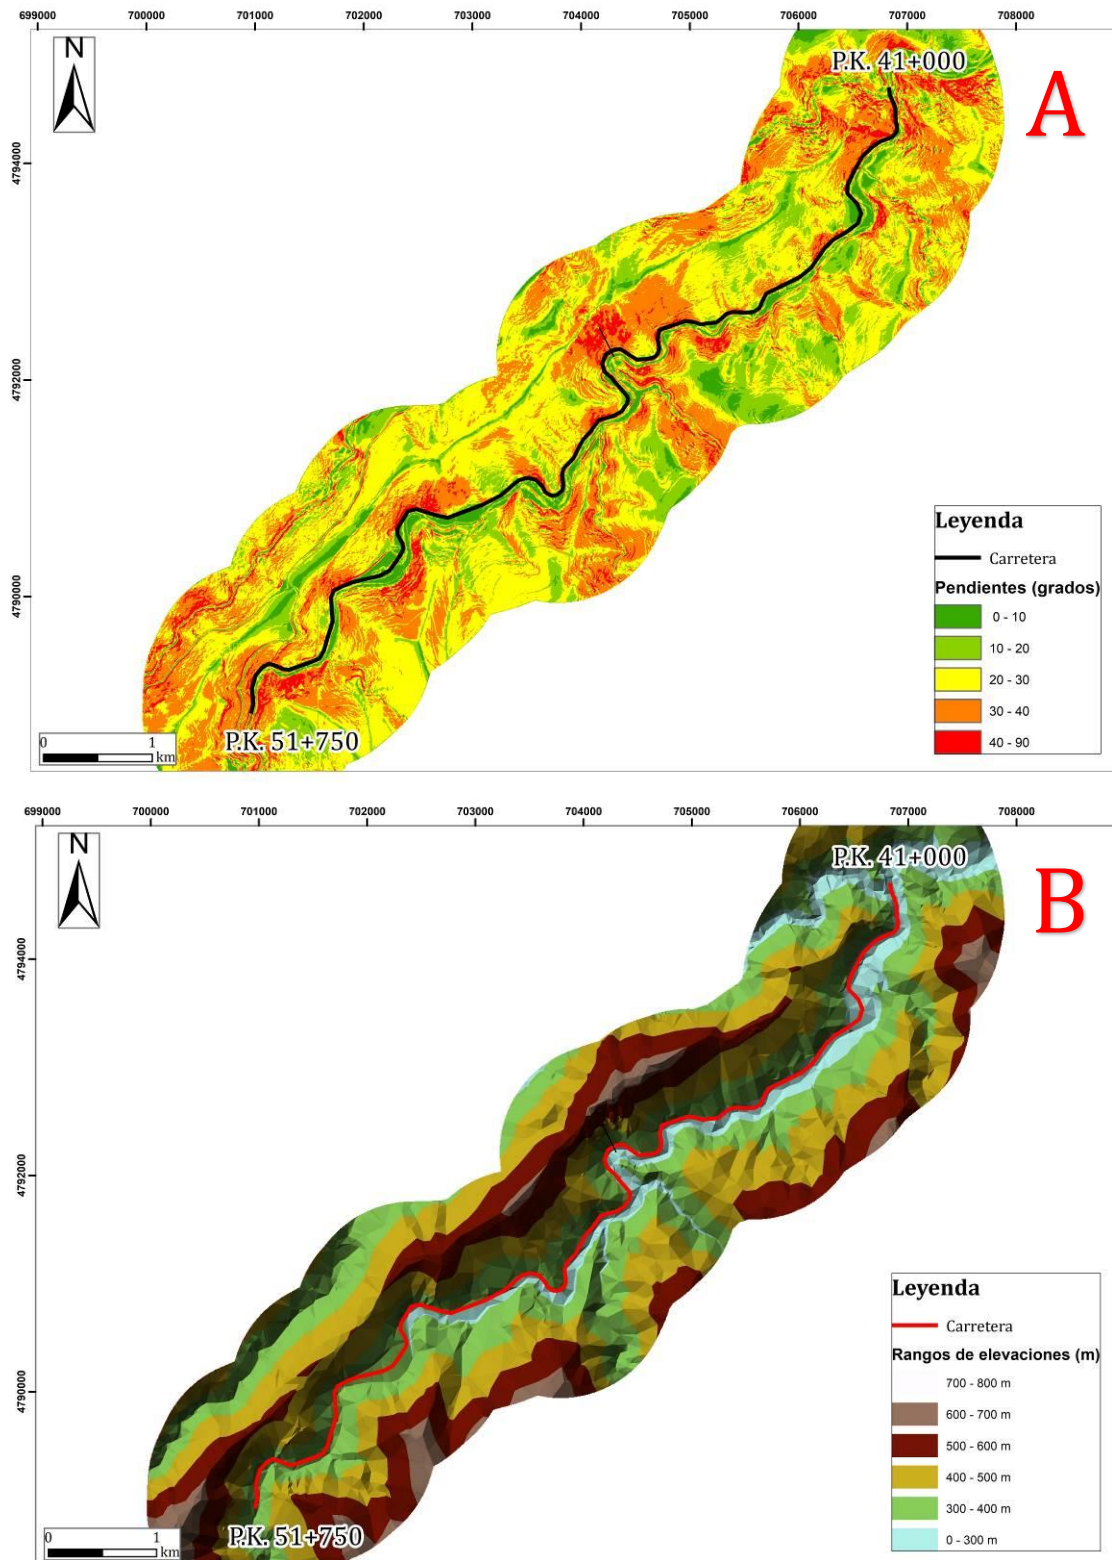 699000 700000 701000 702000 703000 704000 705000 706000 707000 708000
N
P.K. 41+000
A
4794000
4792000
4790000
Leyenda
Carretera
Pendientes (grados)
0 - 10
10 - 20
20 - 30
30 - 40
40 - 90
P.K. 51+750
0 1
km
699000 700000 701000 702000 703000 704000 705000 706000 707000 708000
N
P.K. 41+000
B
4794000
4792000
4790000
Leyenda
Carretera
Rangos de elevaciones (m)
700 - 800 m
600 - 700 m
500 - 600 m
400 - 500 m
300 - 400 m
0 - 300 m
P.K. 51+750
0 1
km